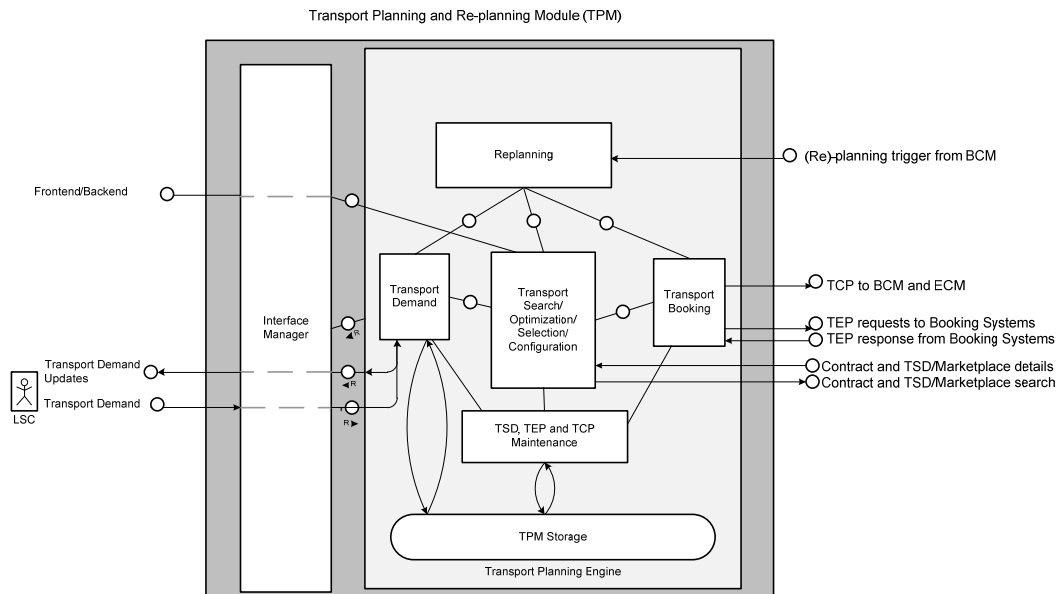 Transport Planning and Re-planning Module (TPM)
Replanning
(Re)-planning trigger from BCM
Frontend/Backend
Transport
Demand
Transport
Search/
Optimization/
Selection/
Configuration
Transport
Booking
TCP to BCM and ECM
Interface
Manager
R
TEP requests to Booking Systems
TEP response from Booking Systems
Transport Demand
Updates
R
Contract and TSD/Marketplace details
Contract and TSD/Marketplace search
LSC
Transport Demand
R
TSD, TEP and TCP
Maintenance
TPM Storage
Transport Planning Engine